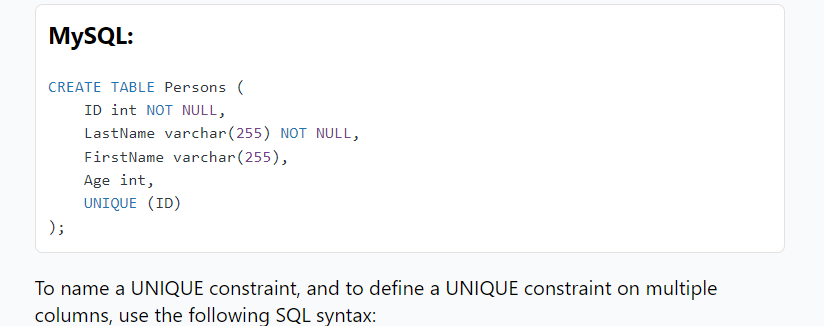 MySQL:
CREATE TABLE Persons (
    ID int NOT NULL,
    LastName varchar(255) NOT NULL,
    FirstName varchar(255),
    Age int,
    UNIQUE (ID)
);
To name a UNIQUE constraint, and to define a UNIQUE constraint on multiple
columns, use the following SQL syntax: